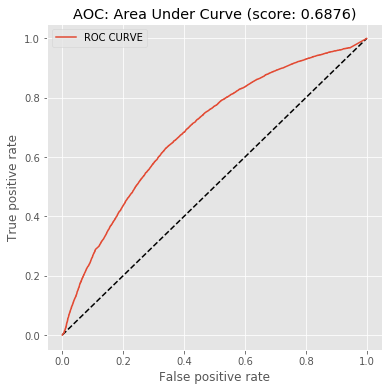 AOC: Area Under Curve (score: 0.6876)
ROC CURVE
True positive rate
1.0
0.8
0.6
0.4
0.2
0.0
0.0 0.2 0.4 0.6 0.8 1.0
False positive rate